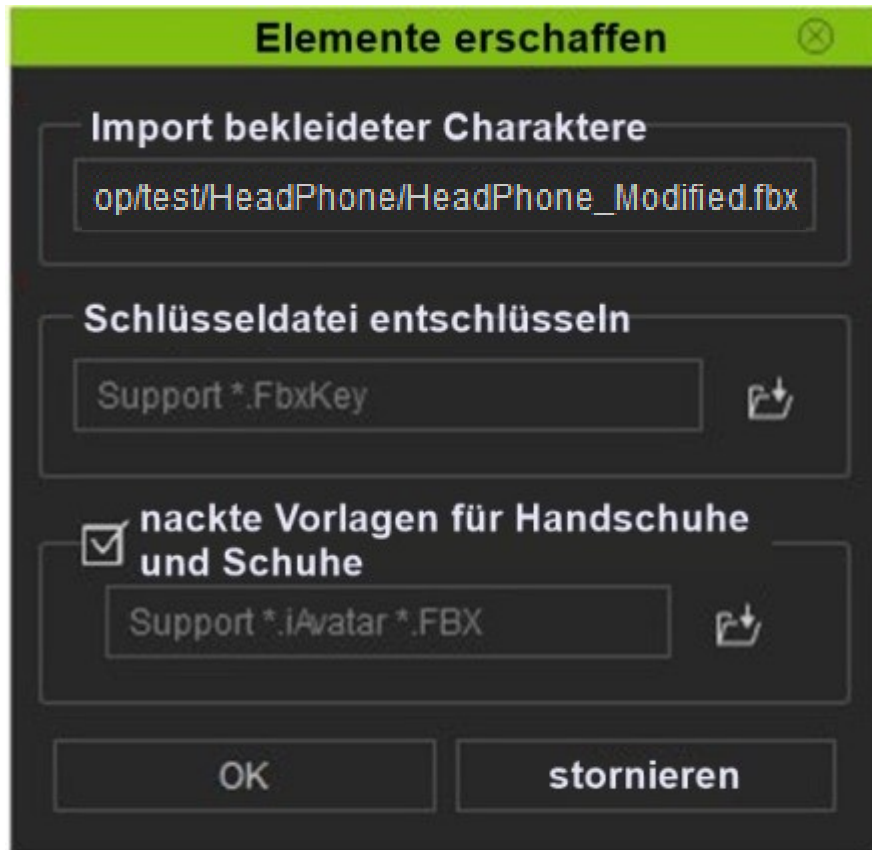 Elemente erschaffen
Import bekleideter Charaktere
op/test/HeadPhone/HeadPhone_Modified.fbx
Schlüsseldatei entschlüsseln
Support *.FbxKey
nackte Vorlagen für Handschuhe
und Schuhe
Support *.iAvatar *.FBX
OK
stornieren